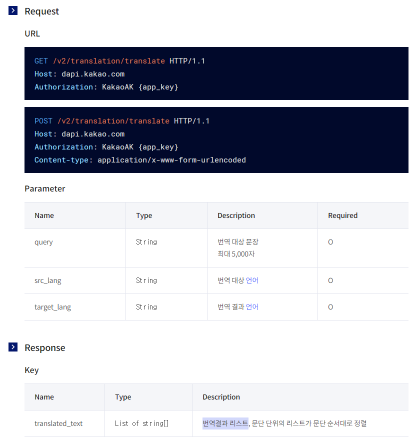 Request
URL
GET /v2/translation/translate HTTP/1.1
Host: dapi.kakao.com
Authorization: KakaoAK {app_key}
POST /v2/translation/translate HTTP/1.1
Host: dapi.kakao.com
Authorization: KakaoAK {app_key}
Content-type: application/x-www-form-urlencoded
Parameter
Name Type Description Required
query String 번역 대상 문장 O
최대 5,000자
src_lang String 번역 대상 언어 O
target_lang String 번역 결과 언어 O
Response
Key
Name Type Description
translated_text List of string[] 번역결과 리스트, 문단 단위의 리스트가 문단 순서대로 정렬